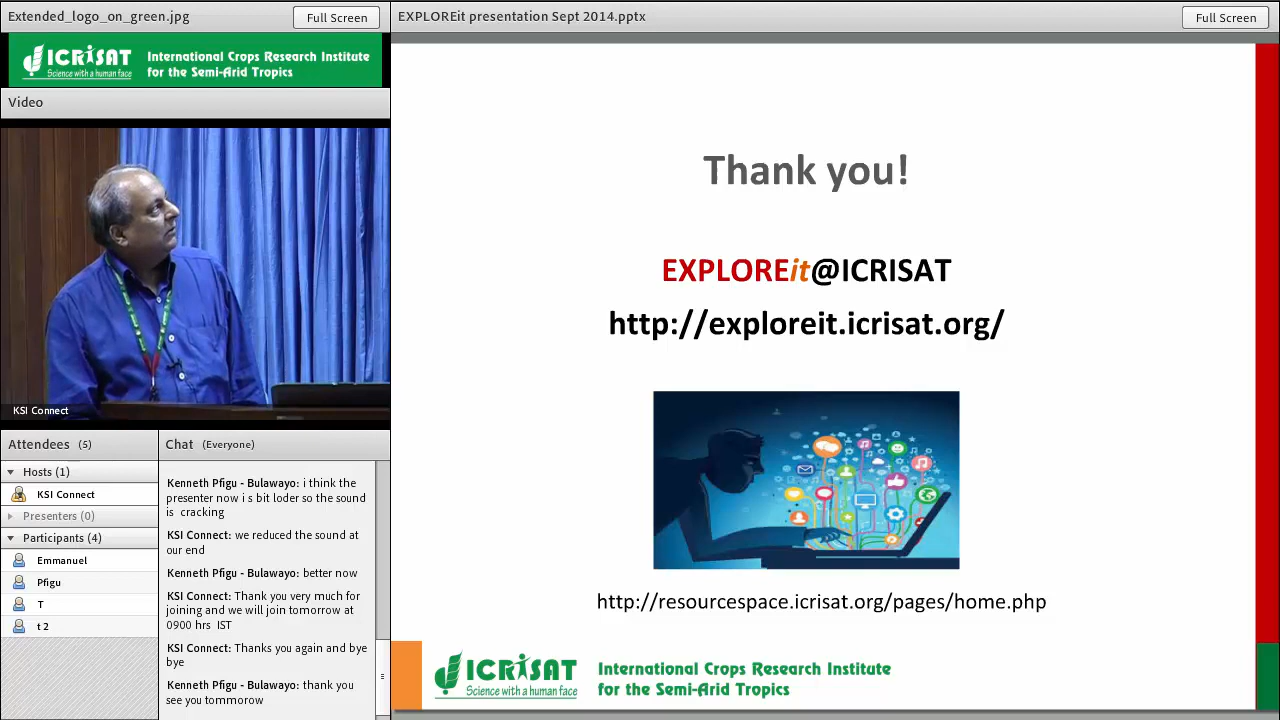 Extended_logo_on_green.jpg
Full Screen
EXPLOREit presentation Sept 2014.pptx
Full Screen
ICRISAT
Science with a human face
International Crops Research Institute
for the Semi-Arid Tropics
Video
KSI Connect
Thank you!
EXPLOREit@ICRISAT
http://exploreit.icrisat.org/
http://resourcespace.icrisat.org/pages/home.php
ICRISAT
Science with a human face
International Crops Research Institute
for the Semi-Arid Tropics
Attendees (5)
Hosts (1)
KSI Connect
Presenters (0)
Participants (4)
Emmanuel
Pfigu
T
t 2
Chat (Everyone)
Kenneth Pfigu - Bulawayo: i think the
presenter now i s bit loder so the sound
is cracking
KSI Connect: we reduced the sound at
our end
Kenneth Pfigu - Bulawayo: better now
KSI Connect: Thank you very much for
joining and we will join tomorrow at
0900 hrs IST
KSI Connect: Thanks you again and bye
bye
Kenneth Pfigu - Bulawayo: thank you
see you tommorow